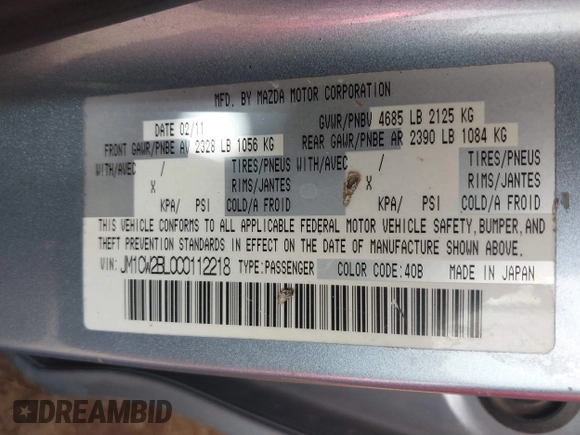 MFD. BY MAZDA MOTOR CORPORATION
DATE 02/11 GVWR/PNBV 4685 LB 2125 KG
FRONT GAWR/PNBE AV 2328 LB 1056 KG REAR GAWR/PNBE AR 2390 LB 1084 KG
WITH/AVEC / TIRES/PNEUS WITH/AVEC / TIRES/PNEUS
X RIMS/JANTES X RIMS/JANTES
KPA/ PSI COLD/A FROID KPA/ PSI COLD/A FROID
THIS VEHICLE CONFORMS TO ALL APPLICABLE FEDERAL MOTOR VEHICLE SAFETY, BUMPER, AND
THEFT PREVENTION STANDARDS IN EFFECT ON THE DATE OF MANUFACTURE SHOWN ABOVE.
VIN: JM1CW2BL0C0112218 TYPE:PASSENGER COLOR CODE:40B MADE IN JAPAN
DREAMBID